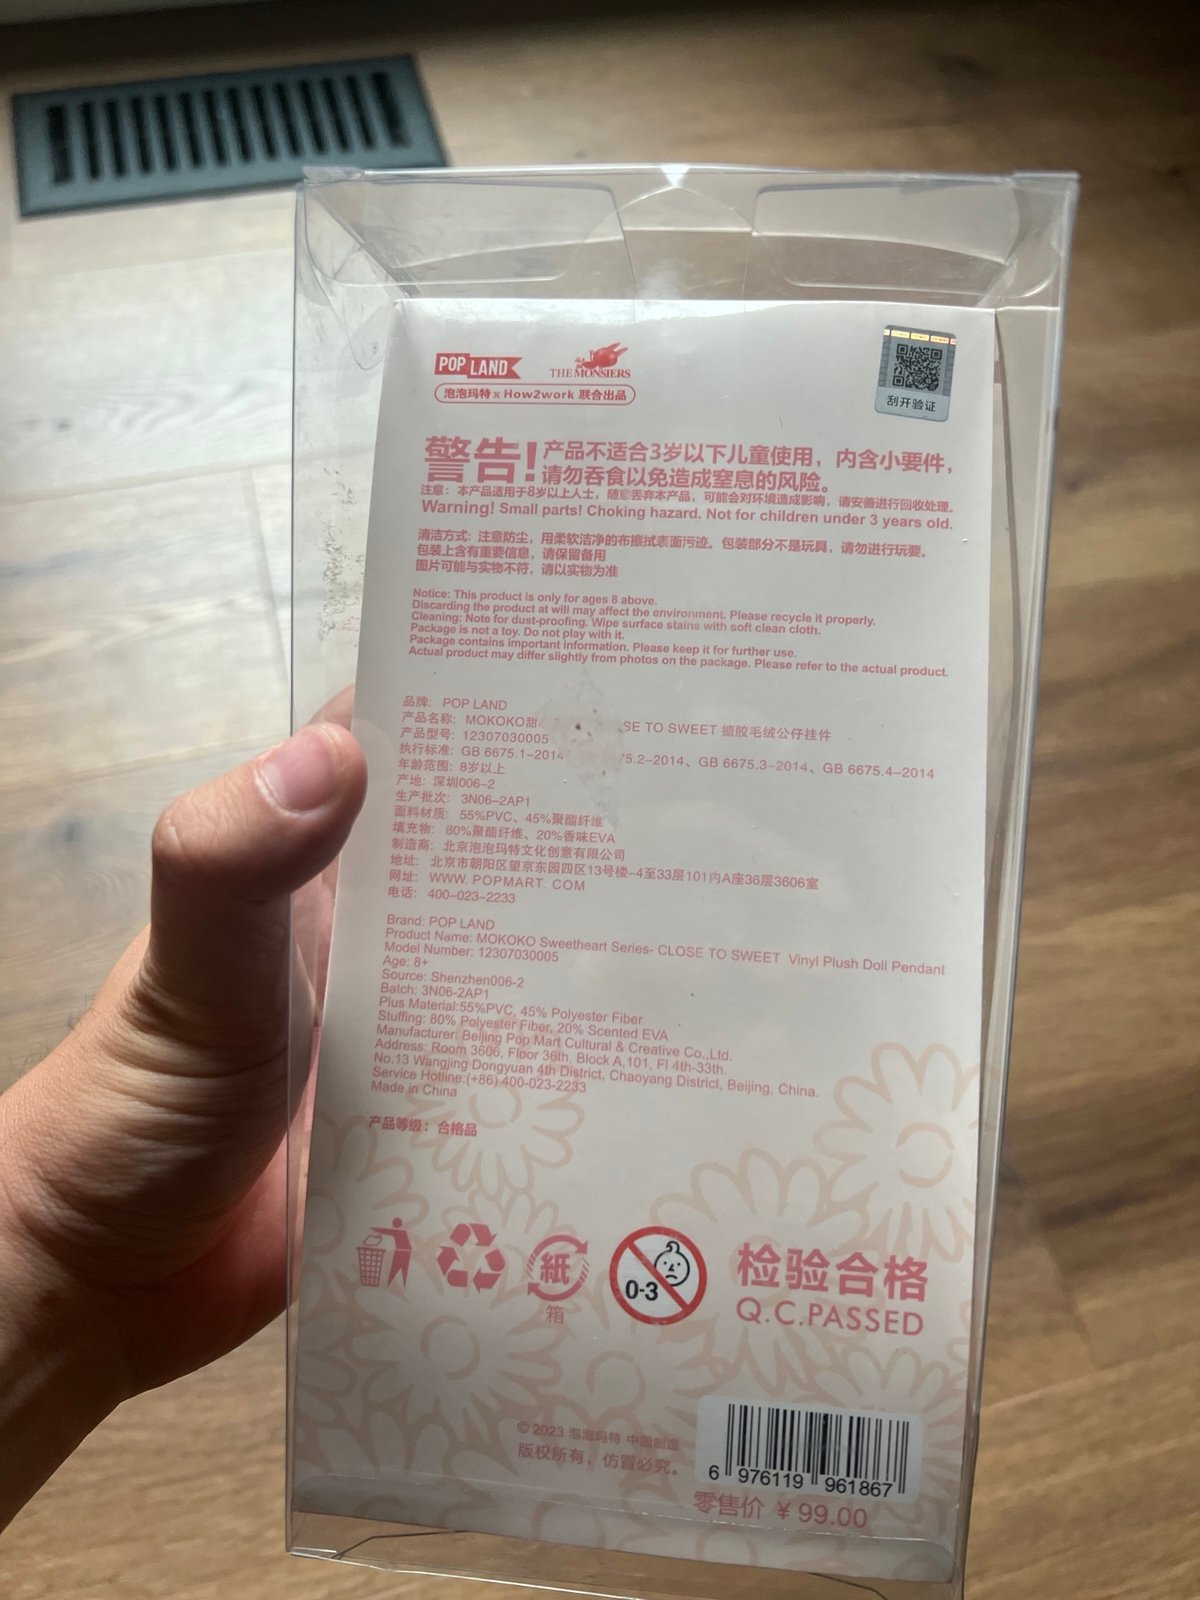 POP LAND
THE MONSTERS
泡泡玛特 x How2work 联合出品
刮开验证
警告! 产品不适合3岁以下儿童使用，内含小要件，
请勿吞食以免造成窒息的风险。
注意：本产品适用于8岁以上人士，随意丢弃本产品，可能会对环境造成影响，请妥善进行回收处理。
Warning! Small parts! Choking hazard. Not for children under 3 years old.
清洁方式：注意防尘，用柔软洁净的布擦拭表面污迹。包装部分不是玩具，请勿进行玩耍。
包装上含有重要信息，请保留备用
图片可能与实物不符，请以实物为准
Notice: This product is only for ages 8 above.
Discarding the product at will may affect the environment. Please recycle it properly.
Cleaning: Note for dust-proofing. Wipe surface stains with soft clean cloth.
Package is not a toy. Do not play with it.
Package contains important information. Please keep it for further use.
Actual product may differ slightly from photos on the package. Please refer to the actual product.
品牌：POP LAND
产品名称：MOKOKO甜 SE TO SWEET 搪胶毛绒公仔挂件
产品型号：12307030005
执行标准：GB 6675.1-2014 75.2-2014、GB 6675.3-2014、GB 6675.4-2014
年龄范围：8岁以上
产地：深圳006-2
生产批次：3N06-2AP1
面料材质：55%PVC、45%聚酯纤维
填充物：80%聚酯纤维、20%香味EVA
制造商：北京泡泡玛特文化创意有限公司
地址：北京市朝阳区望京东园四区13号楼-4至33层101内A座36层3606室
网址：WWW. POPMART. COM
电话：400-023-2233
Brand: POP LAND
Product Name: MOKOKO Sweetheart Series- CLOSE TO SWEET Vinyl Plush Doll Pendant
Model Number: 12307030005
Age: 8+
Source: Shenzhen006-2
Batch: 3N06-2AP1
Plus Material:55%PVC, 45% Polyester Fiber
Stuffing: 80% Polyester Fiber, 20% Scented EVA
Manufacturer: Beijing Pop Mart Cultural & Creative Co.,Ltd.
Address: Room 3606, Floor 36th, Block A,101, Fl 4th-33th.
No.13 Wangjing Dongyuan 4th District, Chaoyang District, Beijing, China.
Service Hotline:(+86) 400-023-2233
Made in China
产品等级：合格品
紙
箱
0-3
检验合格
Q.C.PASSED
© 2023 泡泡玛特 中国制造
版权所有，仿冒必究。
6 976119 961867
零售价 ￥99.00